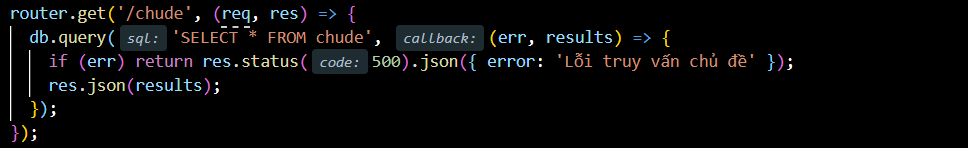 router.get('/chude', (req, res) => {
  db.query( sql: 'SELECT * FROM chude', callback: (err, results) => {
    if (err) return res.status( code: 500).json({ error: 'Lỗi truy vấn chủ đề' });
    res.json(results);
  });
});